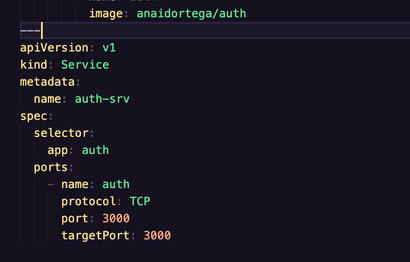 image: anaidortega/auth
---
apiVersion: v1
kind: Service
metadata:
  name: auth-srv
spec:
  selector:
    app: auth
  ports:
    - name: auth
      protocol: TCP
      port: 3000
      targetPort: 3000